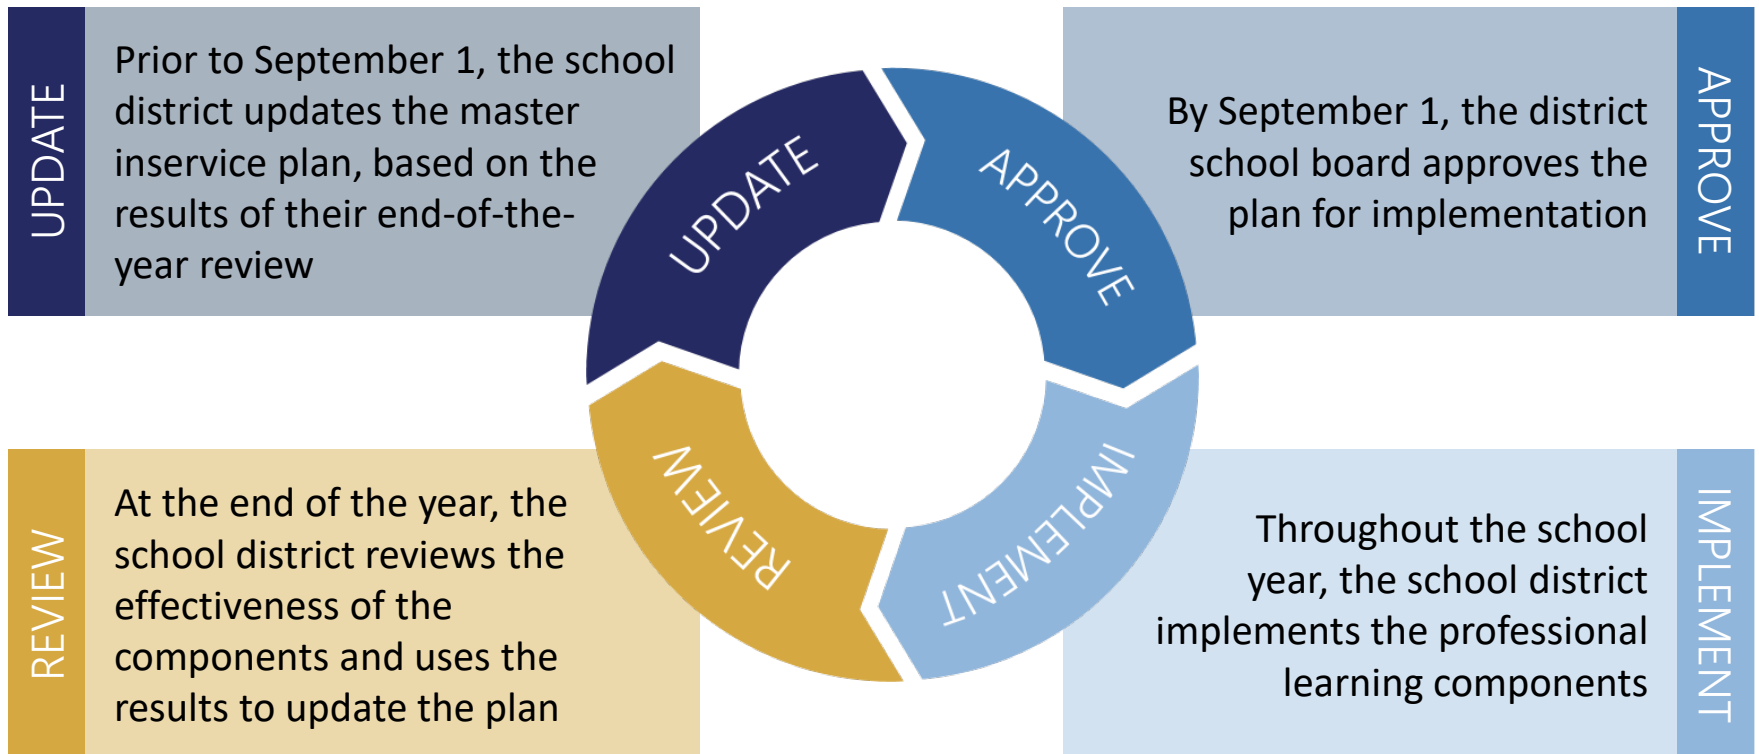 UPDATE
Prior to September 1, the school
district updates the master
inservice plan, based on the
results of their end-of-the-
year review
UPDATE
APPROVE
By September 1, the district
school board approves the
plan for implementation
APPROVE
REVIEW
At the end of the year, the
school district reviews the
effectiveness of the
components and uses the
results to update the plan
REVIEW
IMPLEMENT
Throughout the school
year, the school district
implements the professional
learning components
IMPLEMENT